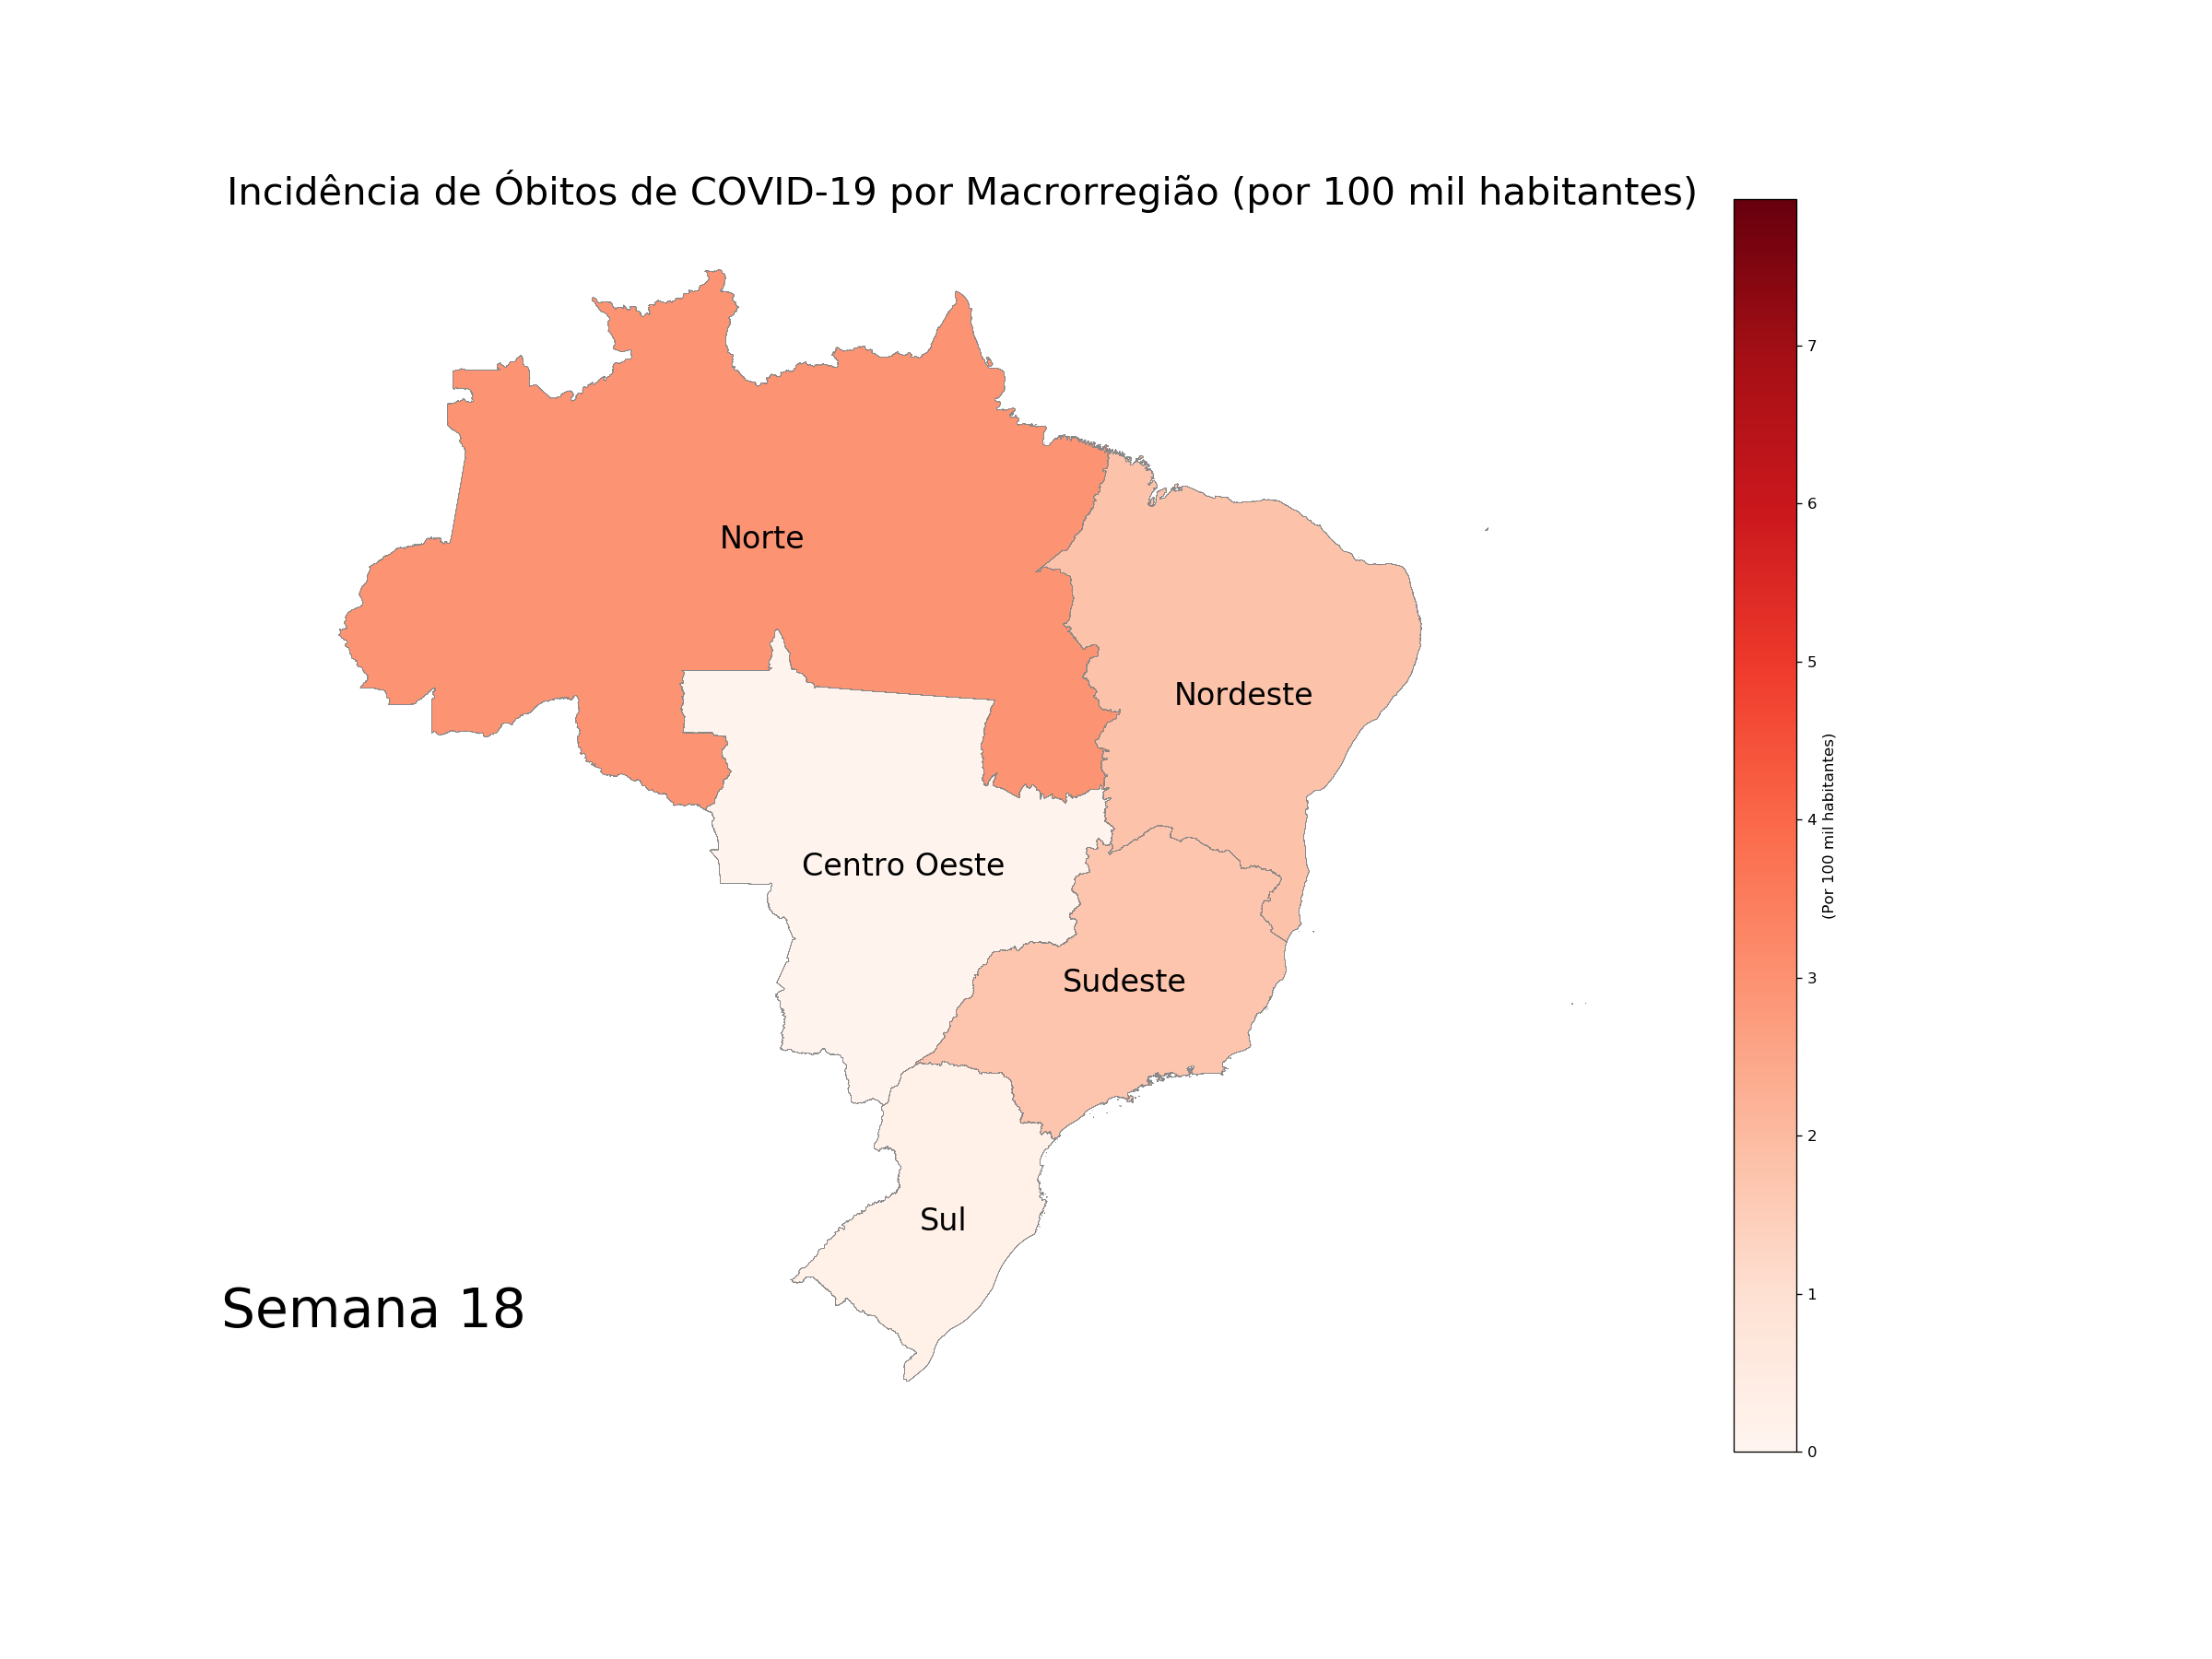 Incidência de Óbitos de COVID-19 por Macrorregião (por 100 mil habitantes)
Norte
Nordeste
Centro Oeste
Sudeste
Sul
Semana 18
7
6
5
4
3
2
1
0
(Por 100 mil habitantes)